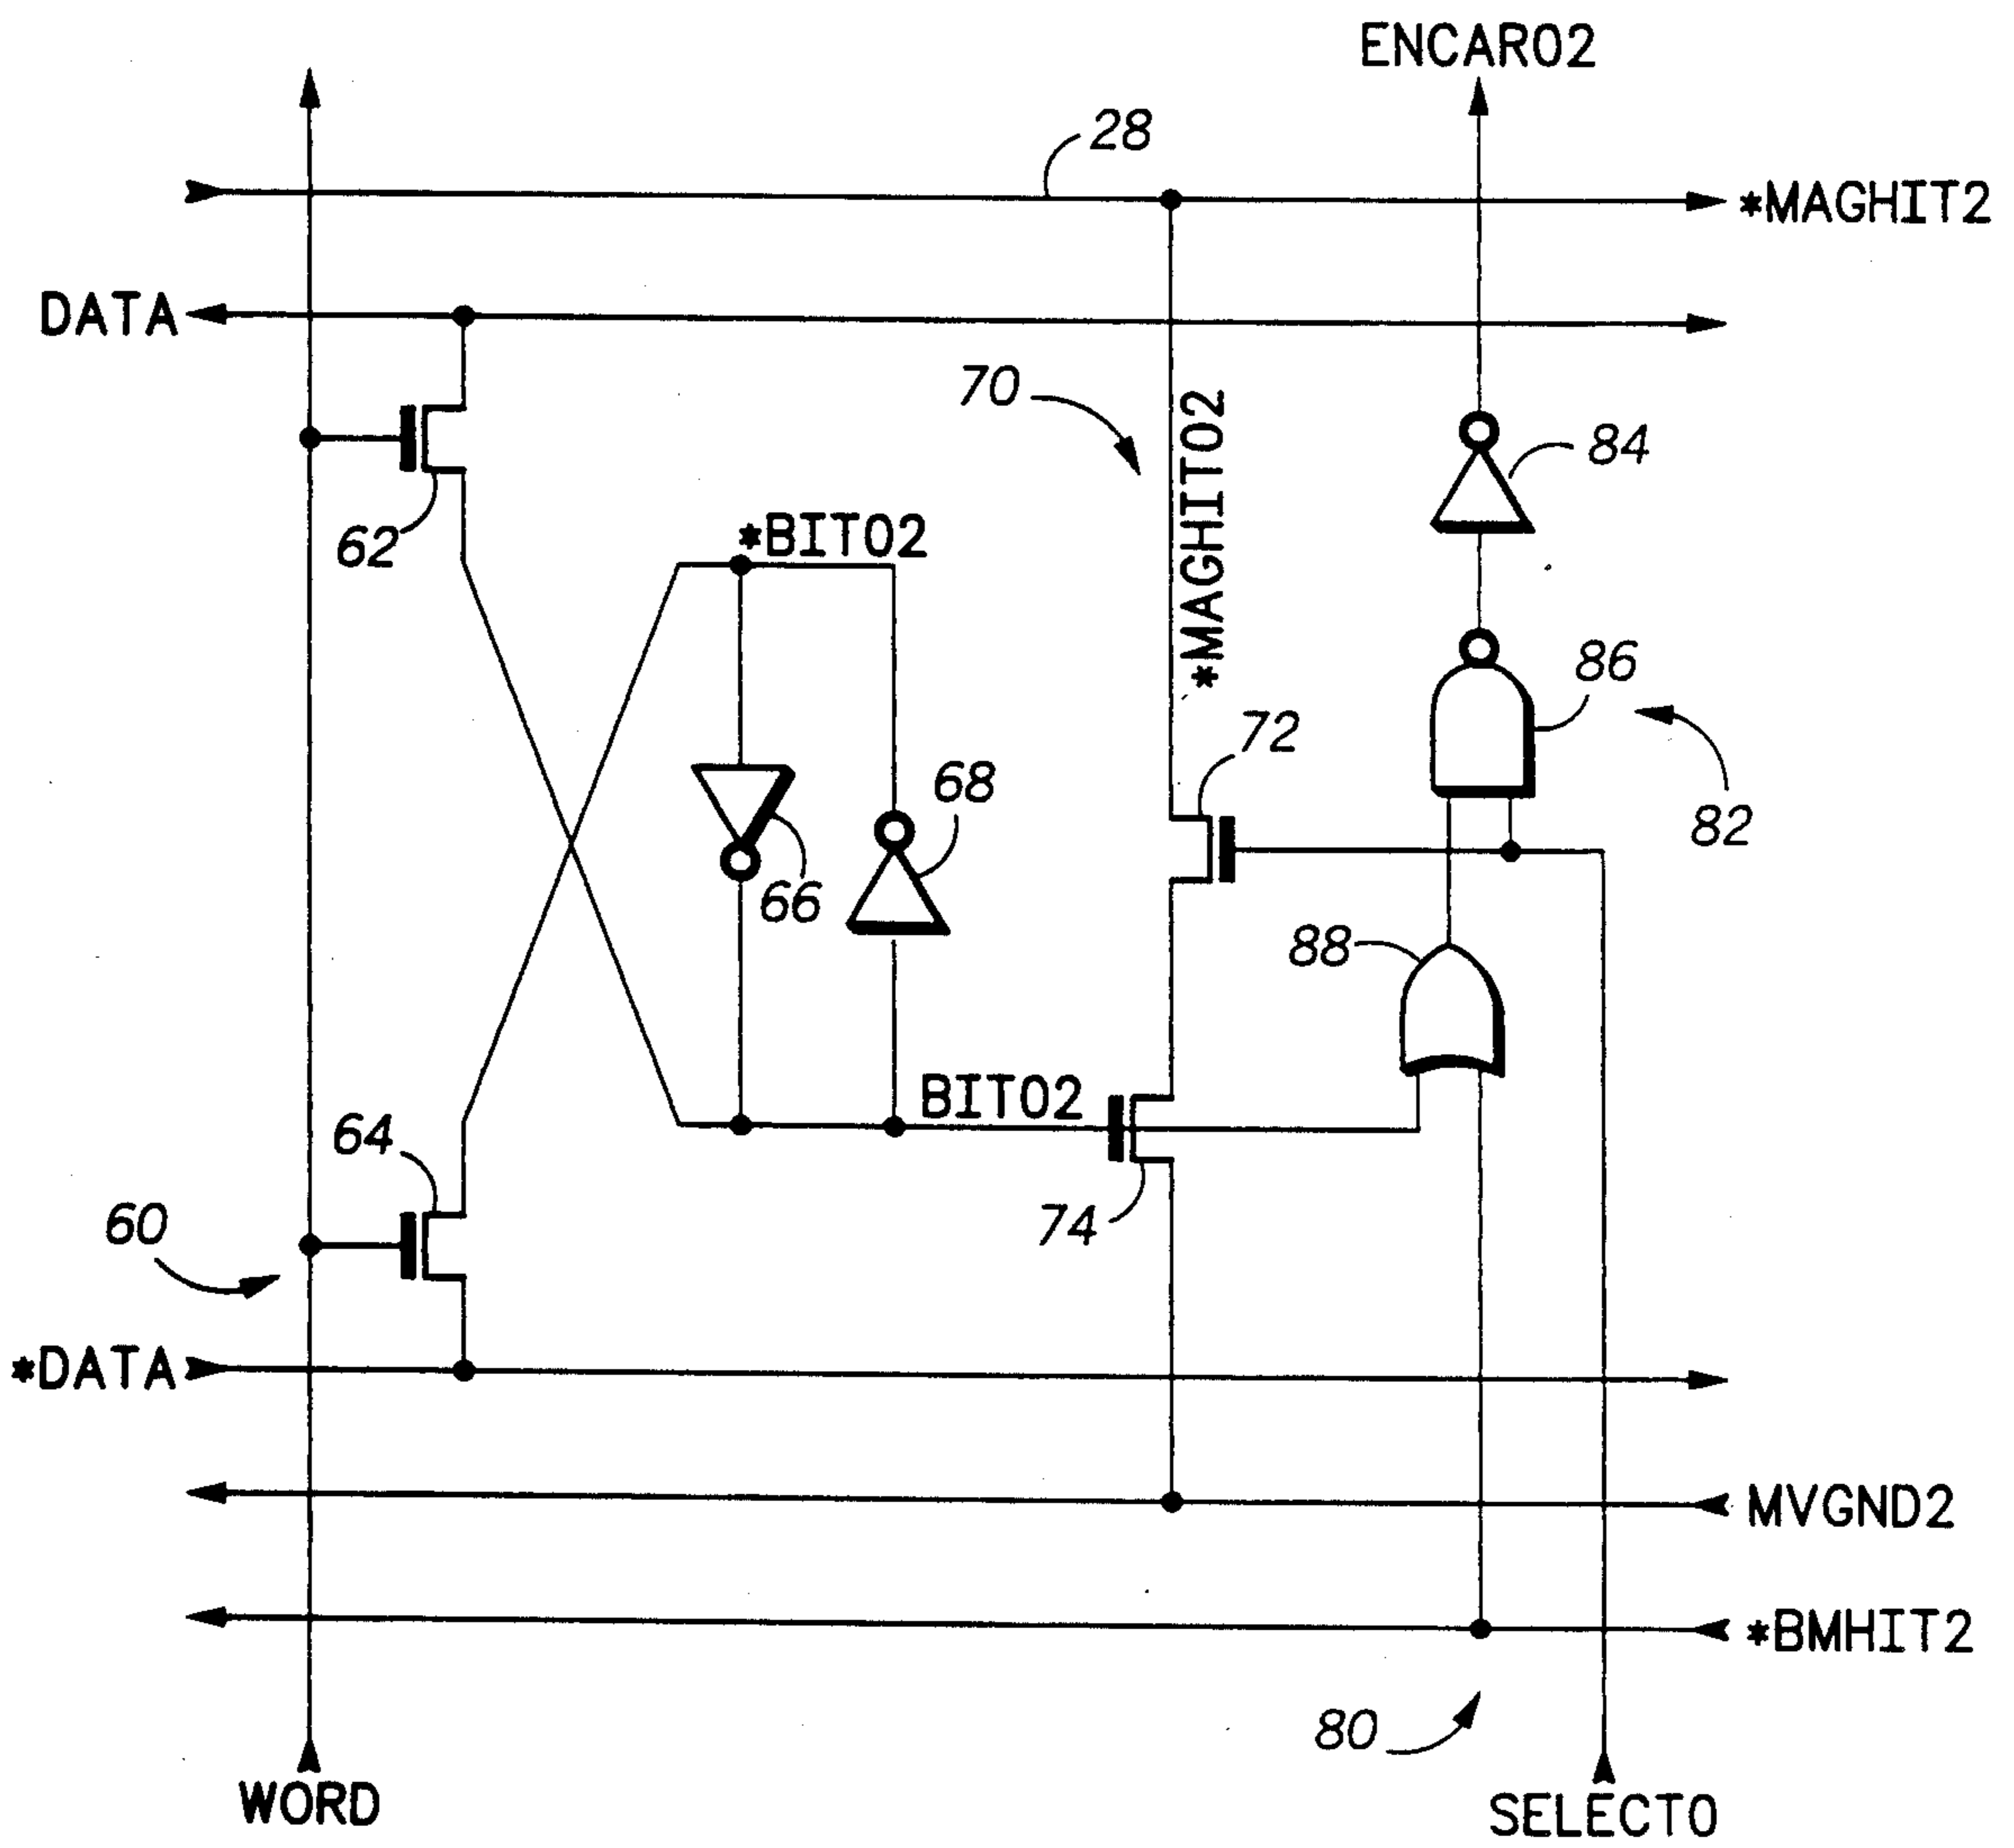 ENCAR02
28
*MAGHIT2
DATA
70
*MAGHIT02
84
62
*BIT02
86
72
68
82
66
88
BIT02
64
74
60
*DATA
MVGND2
*BMHIT2
80
WORD
SELECT0